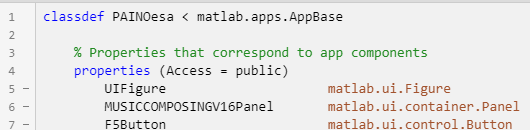 1 classdef PAINOesa < matlab.apps.AppBase
2
3 % Properties that correspond to app components
4 properties (Access = public)
5 – UIFigure matlab.ui.Figure
6 – MUSICCOMPOSINGV16Panel matlab.ui.container.Panel
7 – F5Button matlab.ui.control.Button